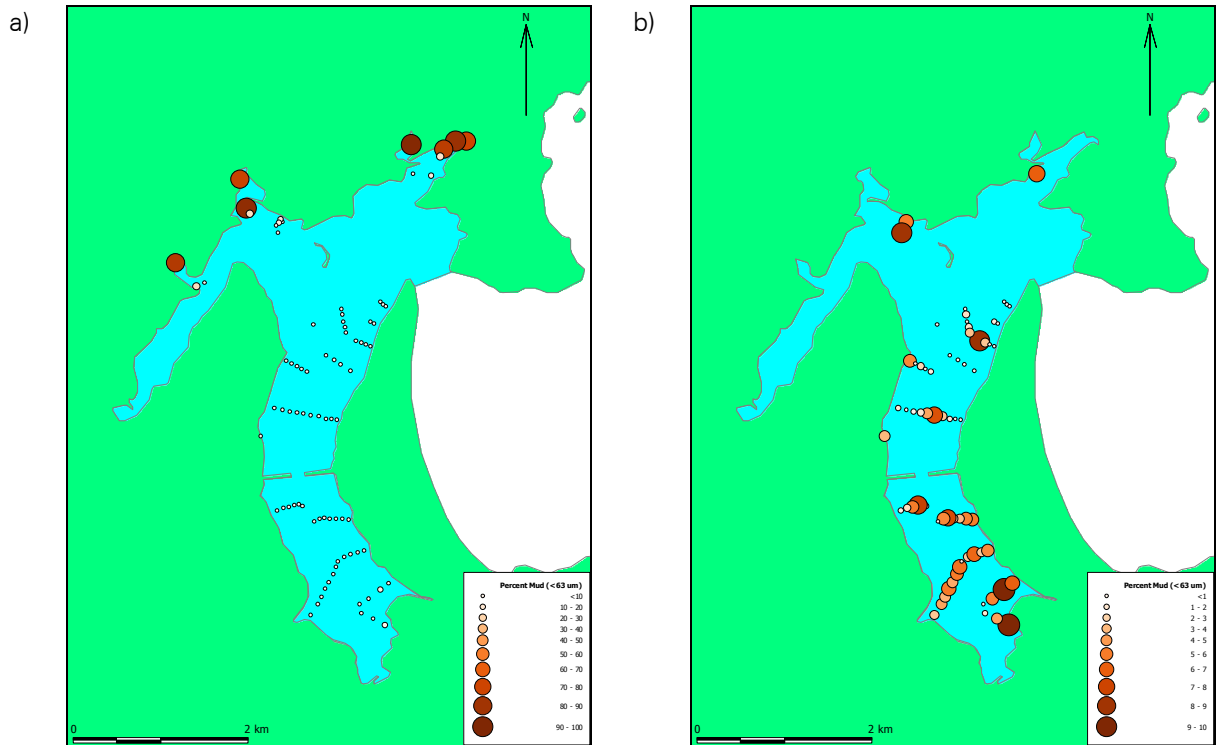 a)
N
Percent Mud (<63 um)
<10
10 - 20
20 - 30
30 - 40
40 - 50
50 - 60
60 - 70
70 - 80
80 - 90
90 - 100
0 2 km
b)
N
Percent Mud (<63 um)
<1
1 - 2
2 - 3
3 - 4
4 - 5
5 - 6
6 - 7
7 - 8
8 - 9
9 - 10
0 2 km